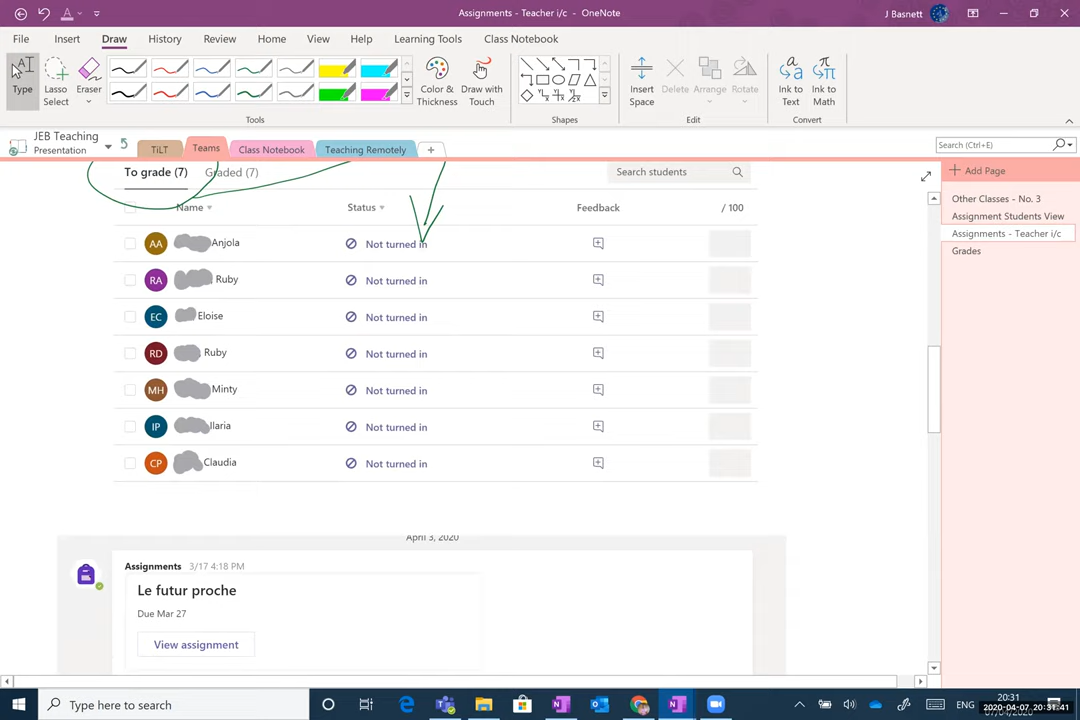 Assignments - Teacher i/c - OneNote
J Basnett
File Insert Draw History Review Home View Help Learning Tools Class Notebook
Type
Lasso Select
Eraser
Color & Thickness
Draw with Touch
Insert Space
Delete
Arrange
Rotate
Ink to Text
Ink to Math
Tools
Shapes
Edit
Convert
JEB Teaching
Presentation
TiLT
Teams
Class Notebook
Teaching Remotely
+
Search (Ctrl+E)
Add Page
Other Classes - No. 3
Assignment Students View
Assignments - Teacher i/c
Grades
To grade (7) Graded (7)
Search students
Name Status Feedback / 100
AA Anjola Not turned in
RA Ruby Not turned in
EC Eloise Not turned in
RD Ruby Not turned in
MH Minty Not turned in
IP Ilaria Not turned in
CP Claudia Not turned in
April 3, 2020
Assignments 3/17 4:18 PM
Le futur proche
Due Mar 27
View assignment
Type here to search
ENG
20:31
07/04/2020
2020-04-07 20:31:41